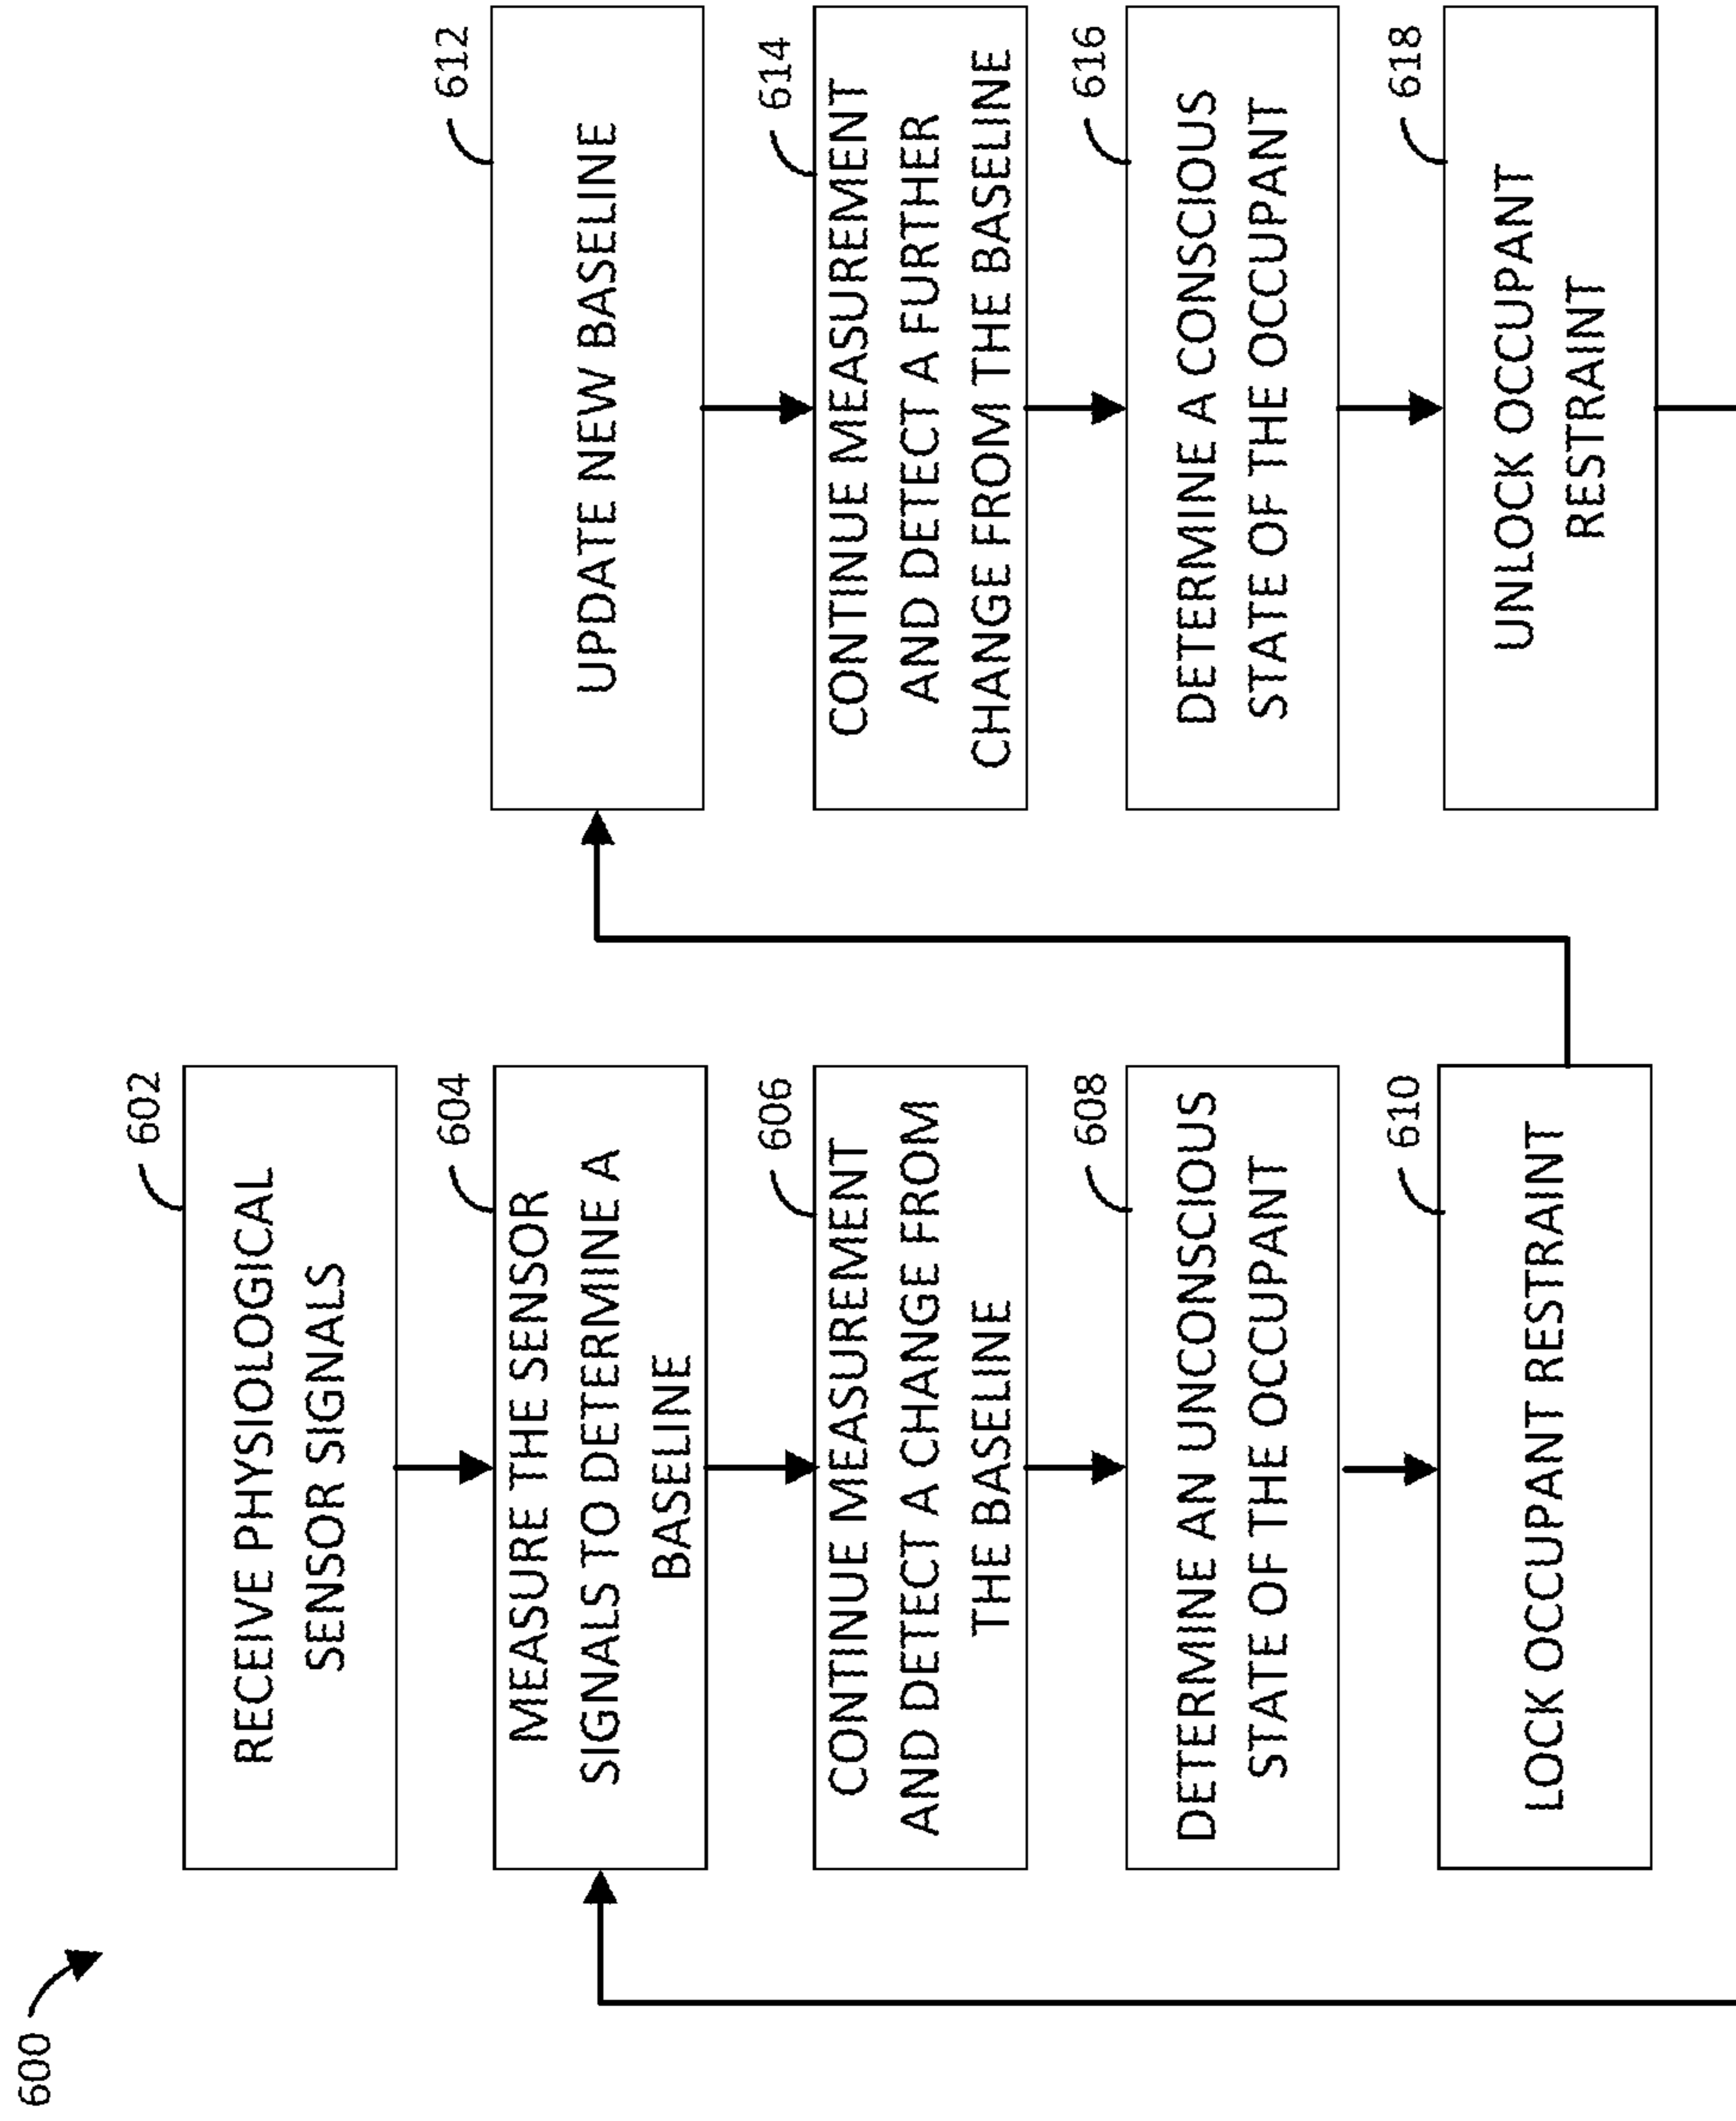 600
602
RECEIVE PHYSIOLOGICAL
SENSOR SIGNALS
604
MEASURE THE SENSOR
SIGNALS TO DETERMINE A
BASELINE
606
CONTINUE MEASUREMENT
AND DETECT A CHANGE FROM
THE BASELINE
608
DETERMINE AN UNCONSCIOUS
STATE OF THE OCCUPANT
610
LOCK OCCUPANT RESTRAINT
612
UPDATE NEW BASELINE
614
CONTINUE MEASUREMENT
AND DETECT A FURTHER
CHANGE FROM THE BASELINE
616
DETERMINE A CONSCIOUS
STATE OF THE OCCUPANT
618
UNLOCK OCCUPANT
RESTRAINT